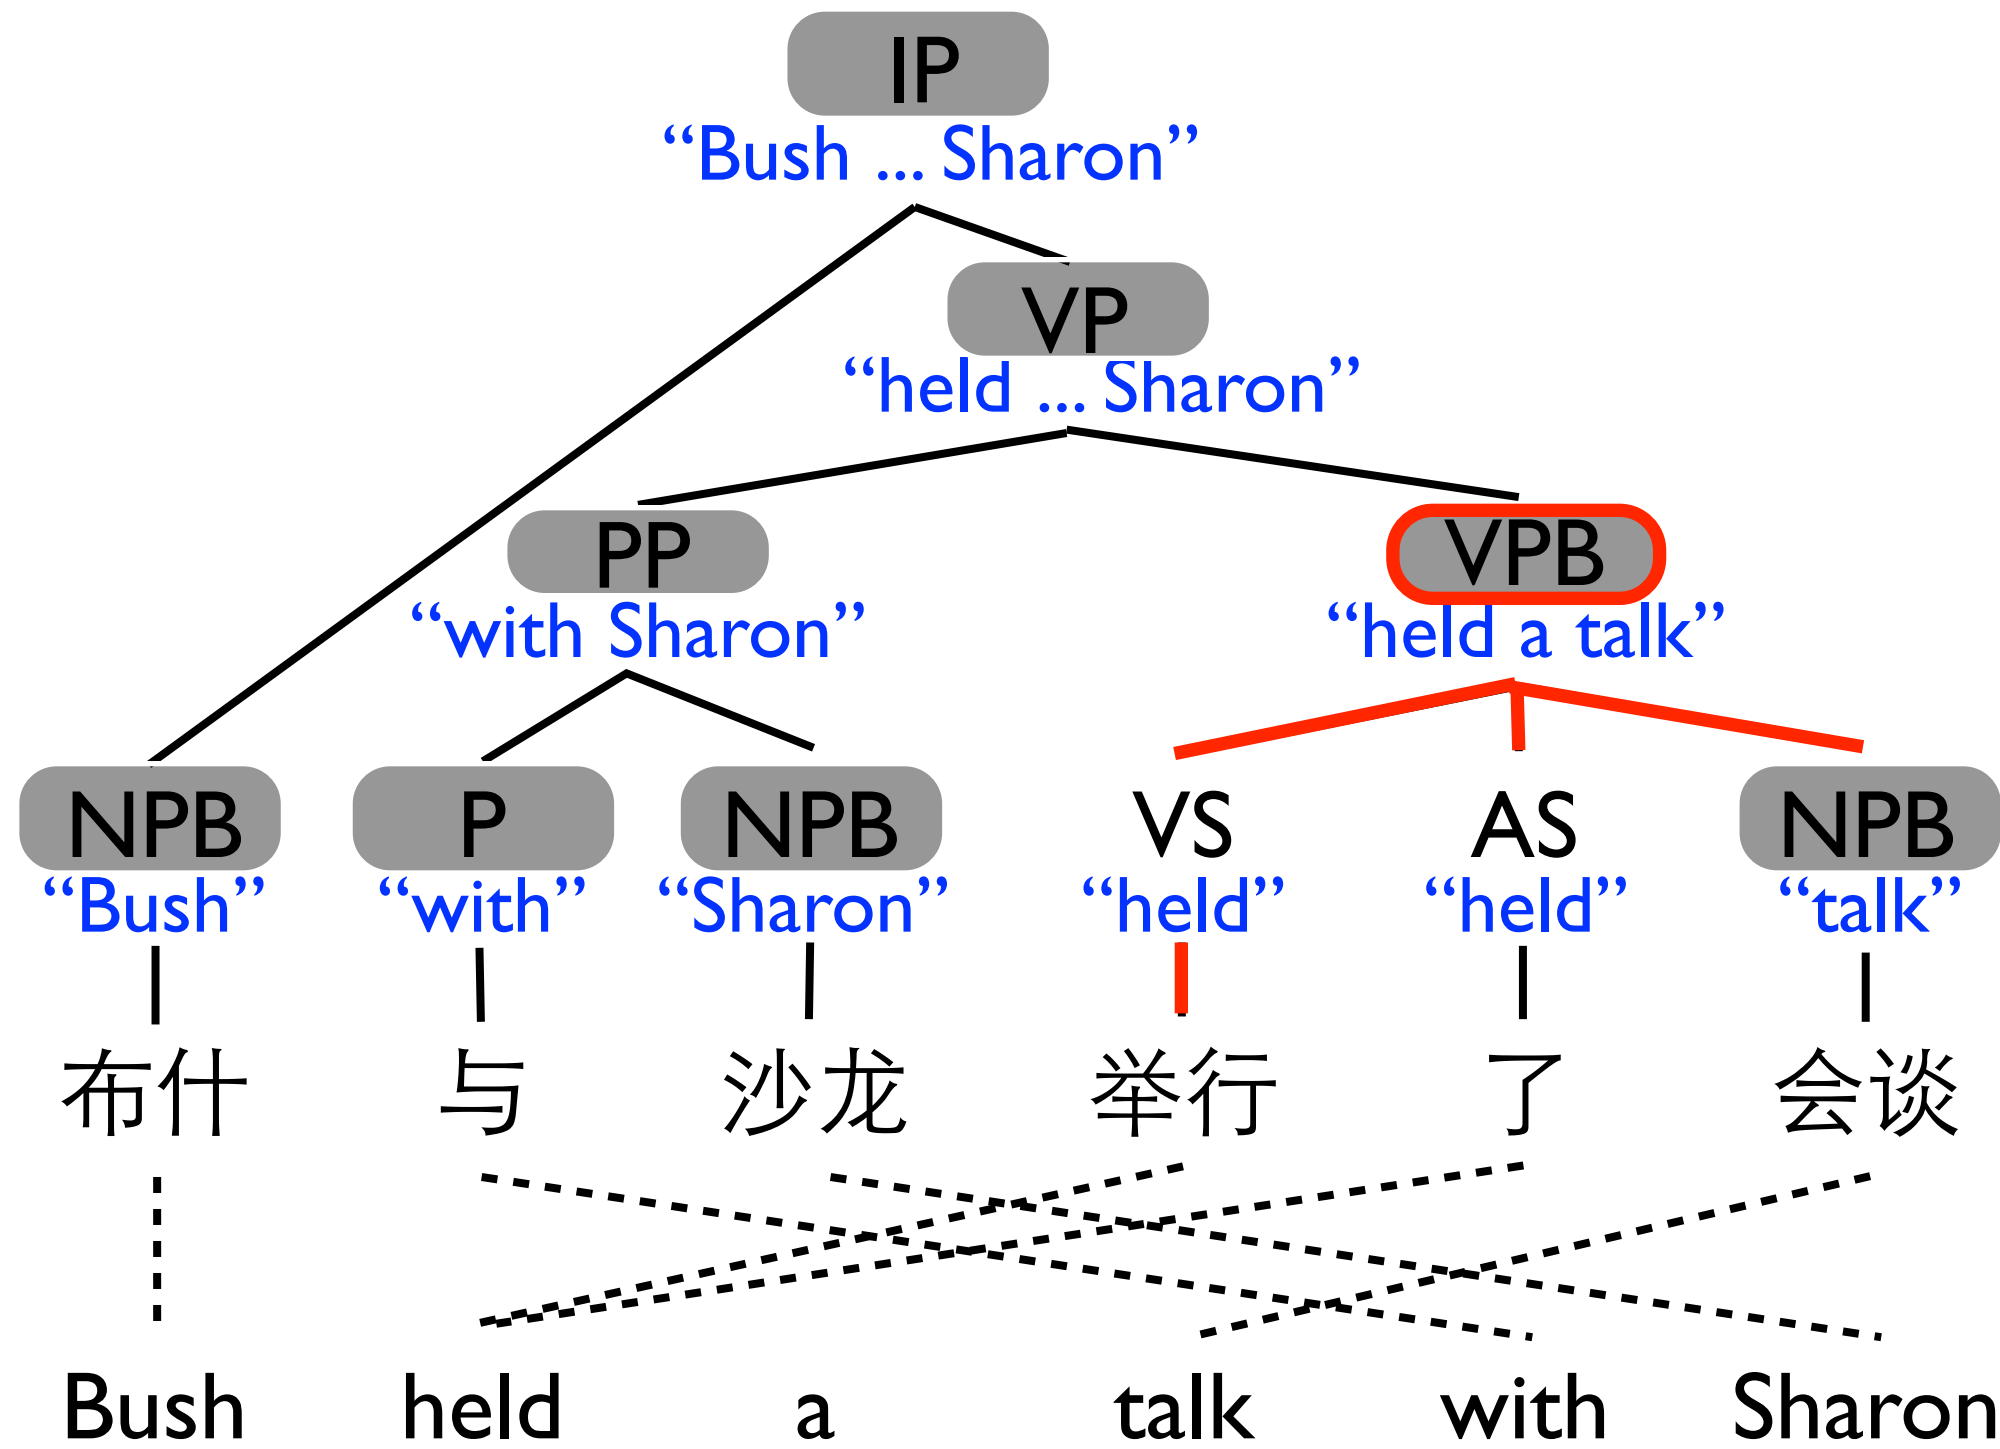 IP
“Bush ... Sharon”
VP
“held ... Sharon”
PP VPB
“with Sharon” “held a talk”
NPB P NPB VS AS NPB
“Bush” “with” “Sharon” “held” “held” “talk”
布什 与 沙龙 举行 了 会谈
Bush held a talk with Sharon